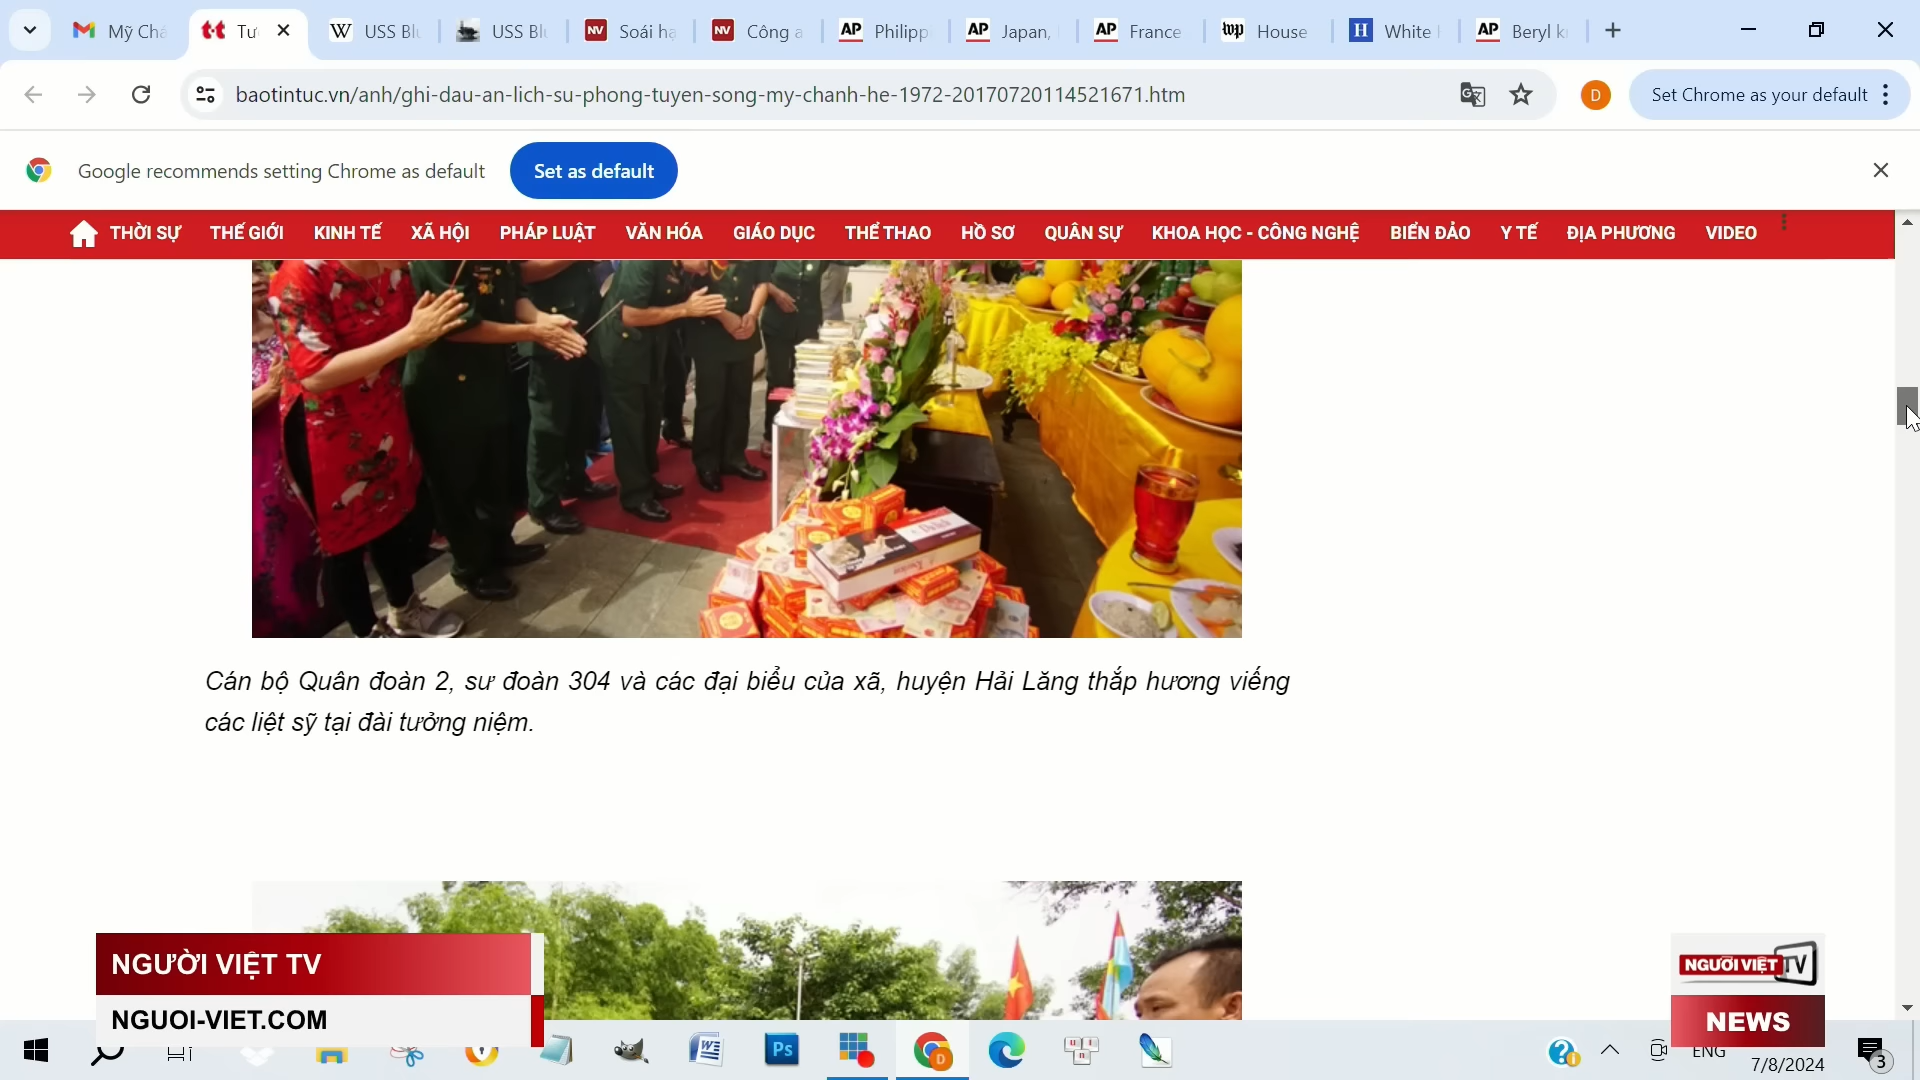 Mỹ Chá
Tư
USS Blu
USS Blu
Soái hạ
Công a
Philipp
Japan,
France
House
White
Beryl k
baotintuc.vn/anh/ghi-dau-an-lich-su-phong-tuyen-song-my-chanh-he-1972-20170720114521671.htm
D
Set Chrome as your default
Google recommends setting Chrome as default
Set as default
THỜI SỰ THẾ GIỚI KINH TẾ XÃ HỘI PHÁP LUẬT VĂN HÓA GIÁO DỤC THỂ THAO HỒ SƠ QUÂN SỰ KHOA HỌC - CÔNG NGHỆ BIỂN ĐẢO Y TẾ ĐỊA PHƯƠNG VIDEO
Cán bộ Quân đoàn 2, sư đoàn 304 và các đại biểu của xã, huyện Hải Lăng thắp hương viếng
các liệt sỹ tại đài tưởng niệm.
NGƯỜI VIỆT TV
NGUOI-VIET.COM
NGƯỜI VIỆT TV
NEWS
ENG
7/8/2024
3